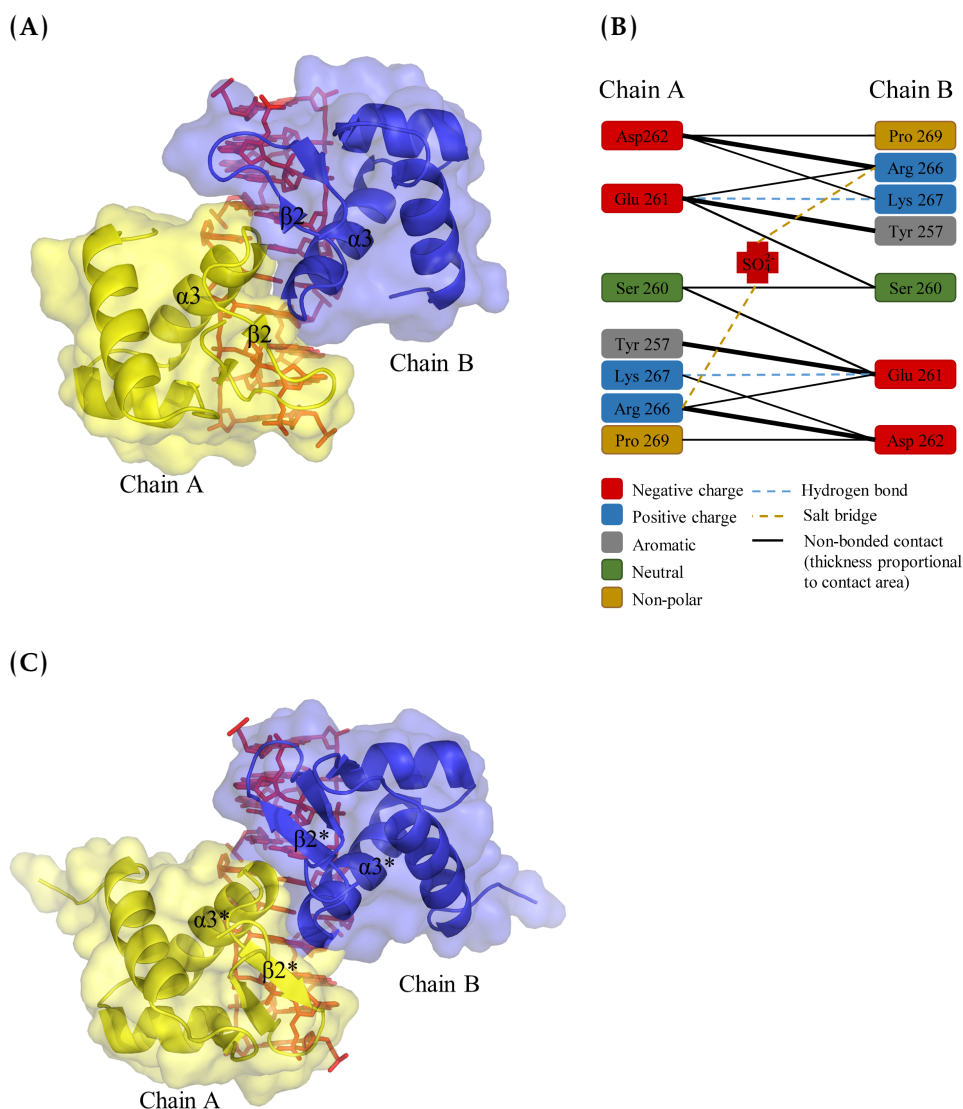 (A)
β2
α3
α3
β2
Chain B
Chain A
(B)
Chain A
Chain B
Asp262
Pro 269
Arg 266
Glu 261
Lys 267
Tyr 257
SO₄²⁻
Ser 260
Ser 260
Tyr 257
Lys 267
Glu 261
Arg 266
Pro 269
Asp 262
Negative charge
Hydrogen bond
Positive charge
Salt bridge
Aromatic
Non-bonded contact
(thickness proportional
to contact area)
Neutral
Non-polar
(C)
β2*
α3*
α3*
β2*
Chain B
Chain A